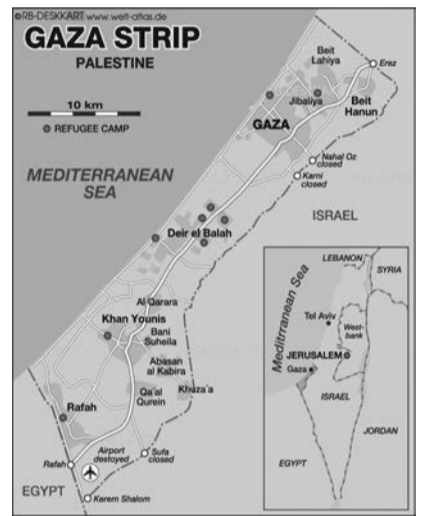 ©RB-DESKKART www.welt-atlas.de
GAZA STRIP
PALESTINE
10 km
REFUGEE CAMP
MEDITERRANEAN
SEA
Beit
Lahiya
Erez
Jibaliya
Beit
Hanun
GAZA
Nahal Oz
closed
Karni
closed
ISRAEL
Deir el Balah
Al Qarara
Khan Younis
Bani
Suheila
Abasan
al Kabira
Qa'al
Qurein
Khuza'a
Rafah
Airport
destoyed
Sufa
closed
Rafah
EGYPT
Kerem Shalom
LEBANON
SYRIA
Meditrranean Sea
Tel Aviv
West-
bank
JERUSALEM
Gaza
ISRAEL
JORDAN
EGYPT